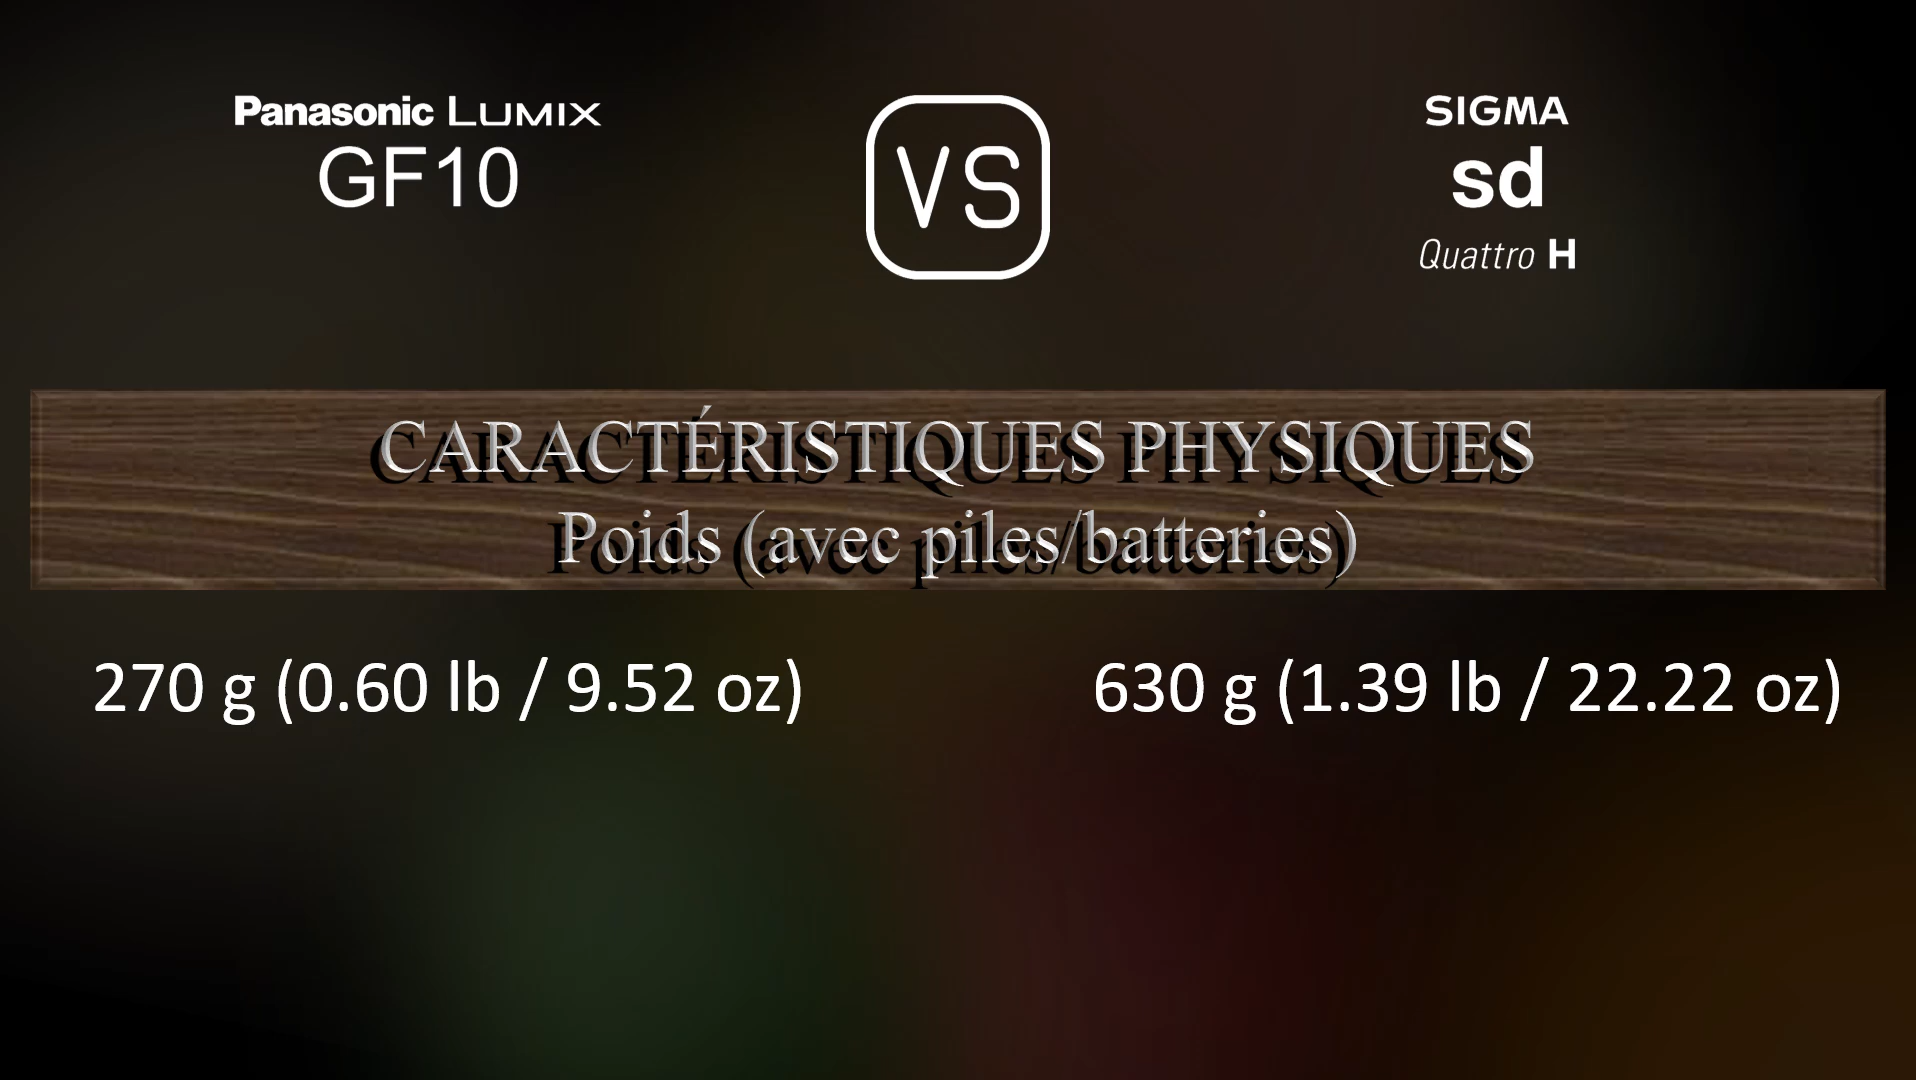 Panasonic LUMIX
GF10
VS
SIGMA
sd
Quattro H
CARACTÉRISTIQUES PHYSIQUES
Poids (avec piles/batteries)
270 g (0.60 lb / 9.52 oz)
630 g (1.39 lb / 22.22 oz)